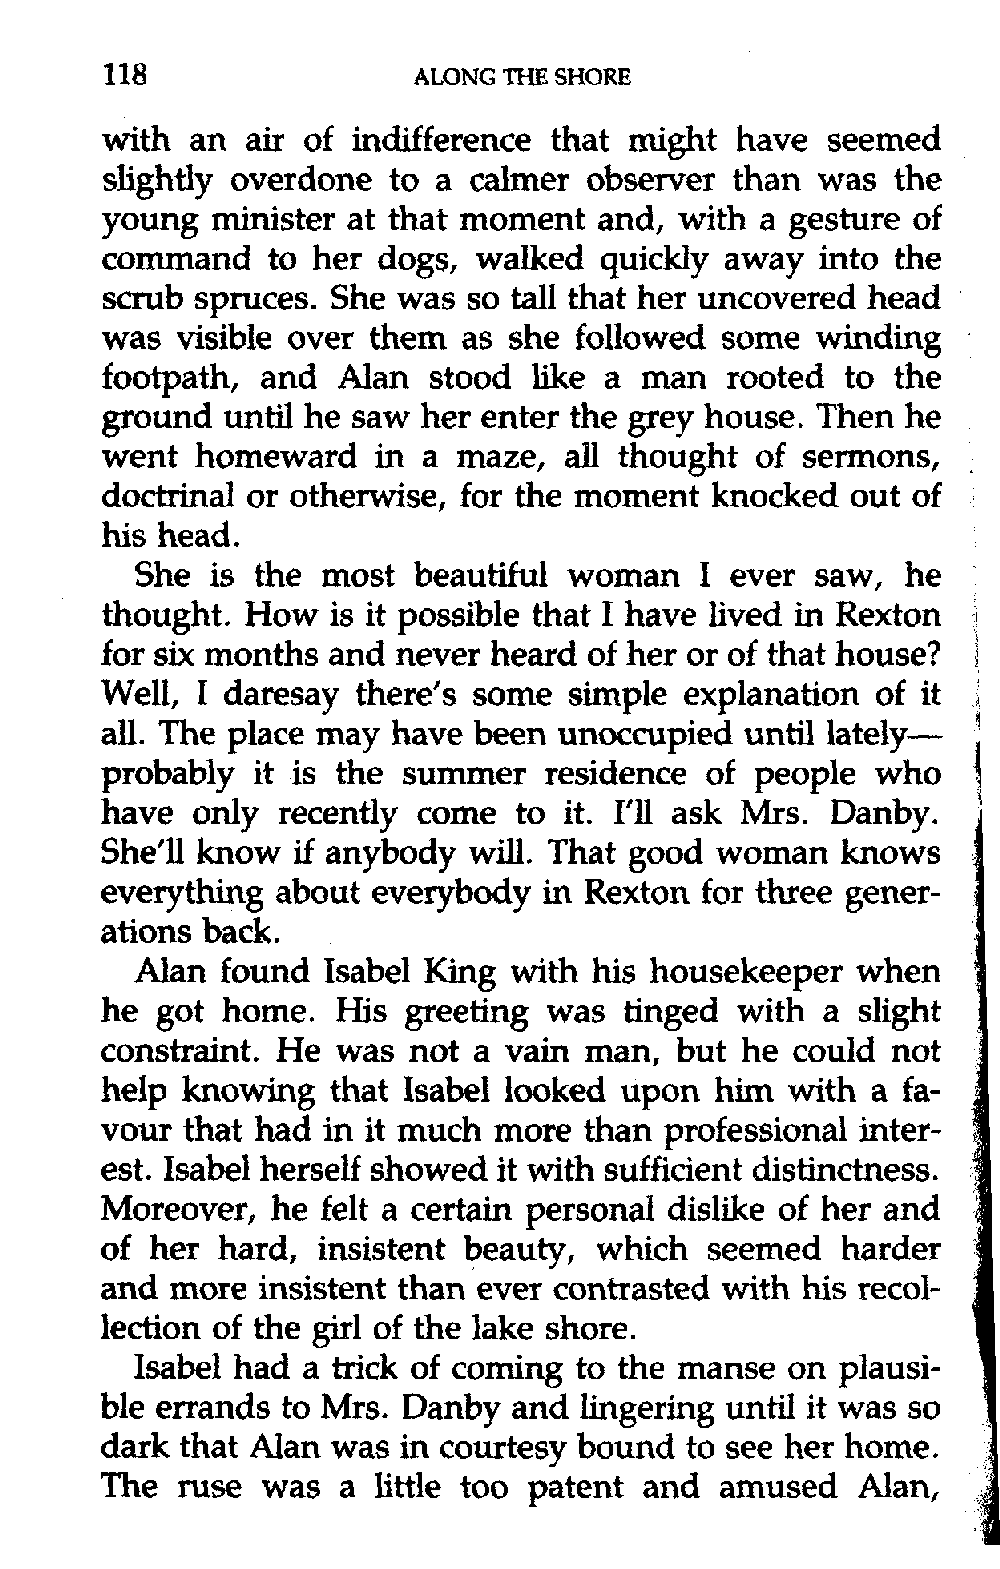 118 ALONG THE SHORE
with an air of indifference that might have seemed
slightly overdone to a calmer observer than was the
young minister at that moment and, with a gesture of
command to her dogs, walked quickly away into the
scrub spruces. She was so tall that her uncovered head
was visible over them as she followed some winding
footpath, and Alan stood like a man rooted to the
ground until he saw her enter the grey house. Then he
went homeward in a maze, all thought of sermons,
doctrinal or otherwise, for the moment knocked out of
his head.
She is the most beautiful woman I ever saw, he
thought. How is it possible that I have lived in Rexton
for six months and never heard of her or of that house?
Well, I daresay there's some simple explanation of it
all. The place may have been unoccupied until lately—
probably it is the summer residence of people who
have only recently come to it. I'll ask Mrs. Danby.
She'll know if anybody will. That good woman knows
everything about everybody in Rexton for three gener-
ations back.
Alan found Isabel King with his housekeeper when
he got home. His greeting was tinged with a slight
constraint. He was not a vain man, but he could not
help knowing that Isabel looked upon him with a fa-
vour that had in it much more than professional inter-
est. Isabel herself showed it with sufficient distinctness.
Moreover, he felt a certain personal dislike of her and
of her hard, insistent beauty, which seemed harder
and more insistent than ever contrasted with his recol-
lection of the girl of the lake shore.
Isabel had a trick of coming to the manse on plausi-
ble errands to Mrs. Danby and lingering until it was so
dark that Alan was in courtesy bound to see her home.
The ruse was a little too patent and amused Alan,